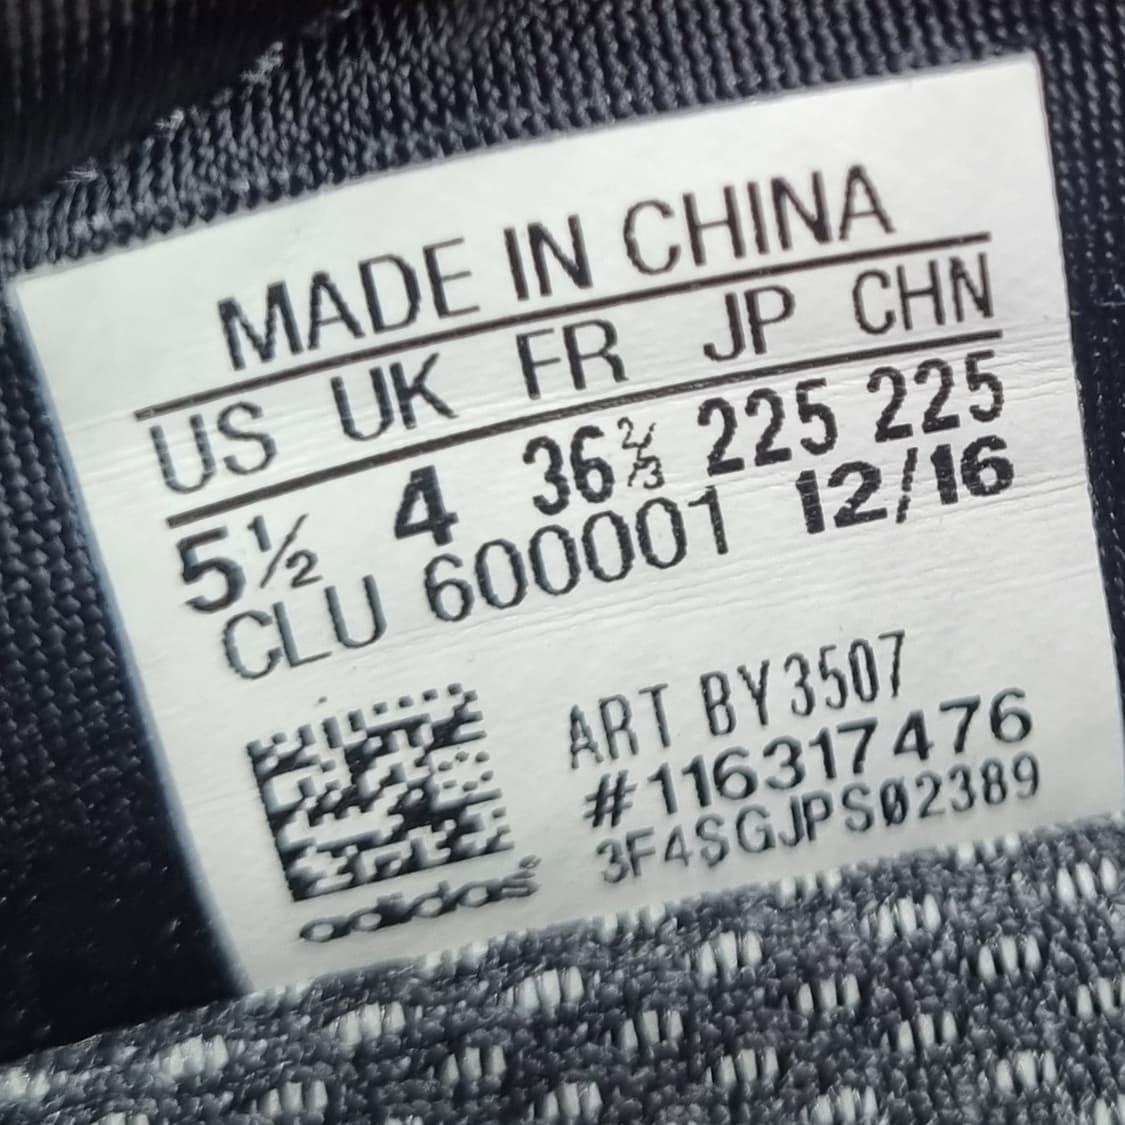 MADE IN CHINA
US UK FR JP CHN
5½ 4 36⅔ 225 225
CLU 600001 12/16
ART BY3507
#116317476
3F4SGJPS02389
adidas